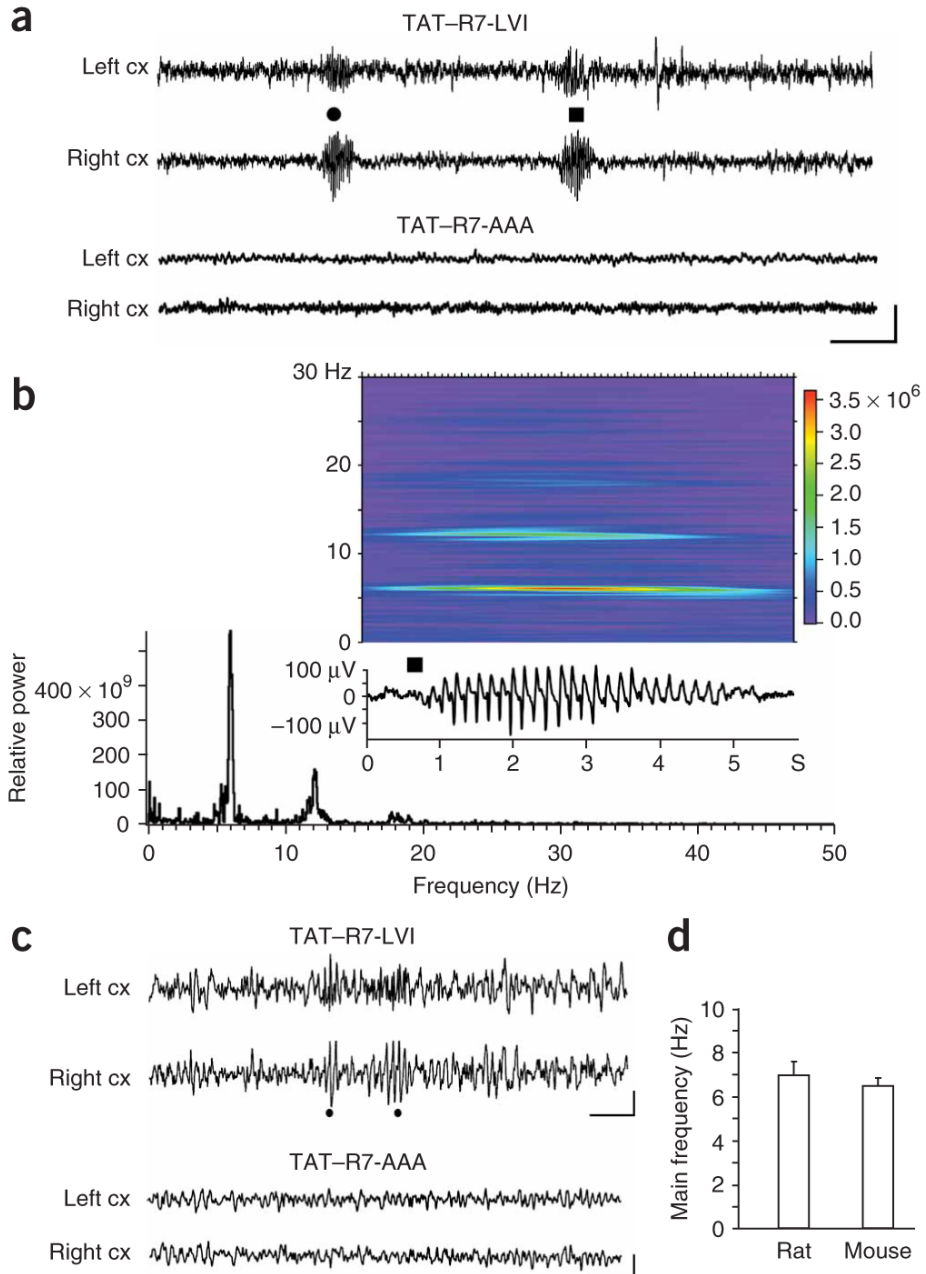 a
TAT–R7-LVI
Left cx
Right cx
TAT–R7-AAA
Left cx
Right cx
b
30 Hz
20
10
0
3.5 × 10⁶
3.0
2.5
2.0
1.5
1.0
0.5
0.0
100 µV
0
−100 µV
0 1 2 3 4 5 S
Relative power
400 × 10⁹
300
200
100
0
0 10 20 30 40 50
Frequency (Hz)
c
TAT–R7-LVI
Left cx
Right cx
TAT–R7-AAA
Left cx
Right cx
d
Main frequency (Hz)
10
8
6
4
2
0
Rat Mouse